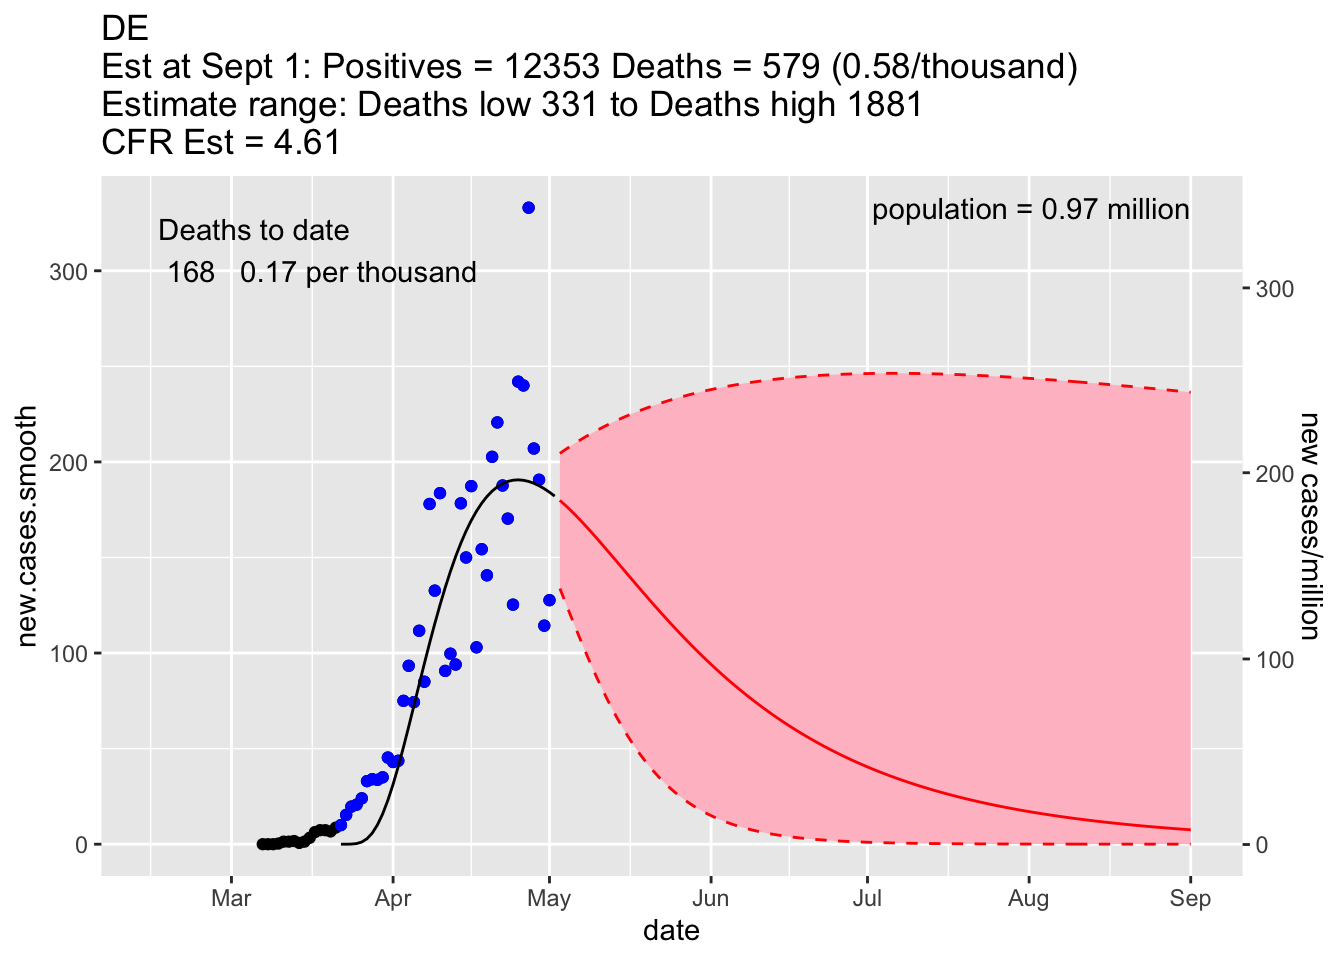 DE
Est at Sept 1: Positives = 12353 Deaths = 579 (0.58/thousand)
Estimate range: Deaths low 331 to Deaths high 1881
CFR Est = 4.61
Deaths to date
168 0.17 per thousand
population = 0.97 million
new.cases.smooth
300
200
100
0
300
200
100
0
new cases/million
Mar Apr May Jun Jul Aug Sep
date